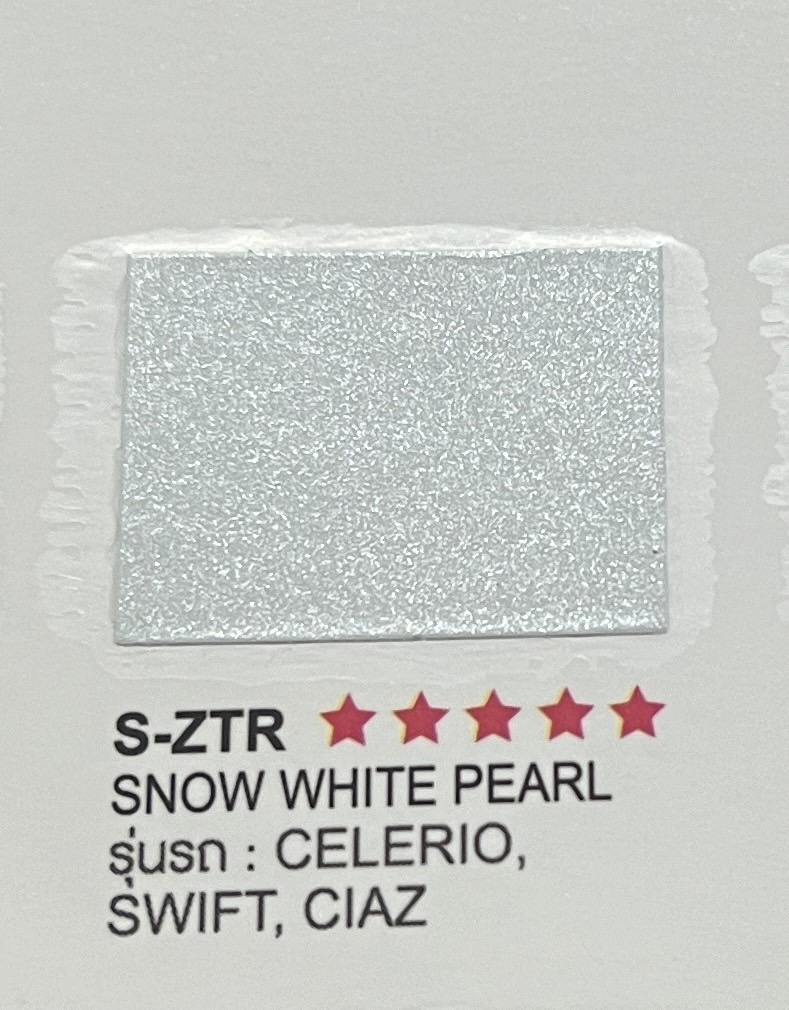 S-ZTR ★★★★★
SNOW WHITE PEARL
รุ่นรถ : CELERIO,
SWIFT, CIAZ